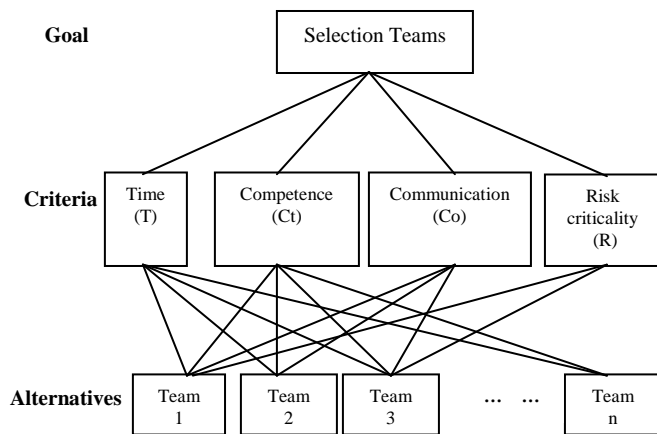 Goal
Selection Teams
Criteria
Time
(T)
Competence
(Ct)
Communication
(Co)
Risk
criticality
(R)
Alternatives
Team
1
Team
2
Team
3
... ...
Team
n